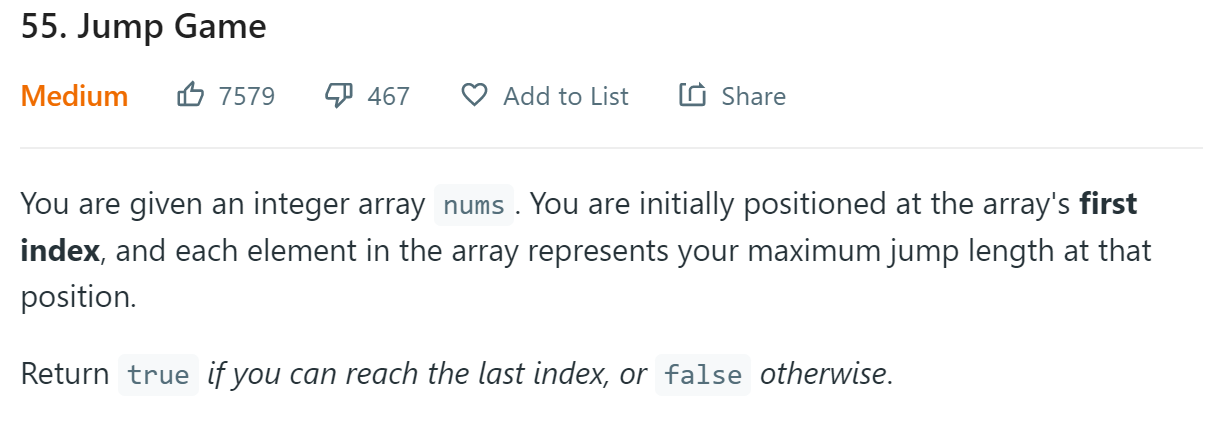 55. Jump Game
Medium 7579 467 Add to List Share
You are given an integer array nums. You are initially positioned at the array's first
index, and each element in the array represents your maximum jump length at that
position.
Return true if you can reach the last index, or false otherwise.